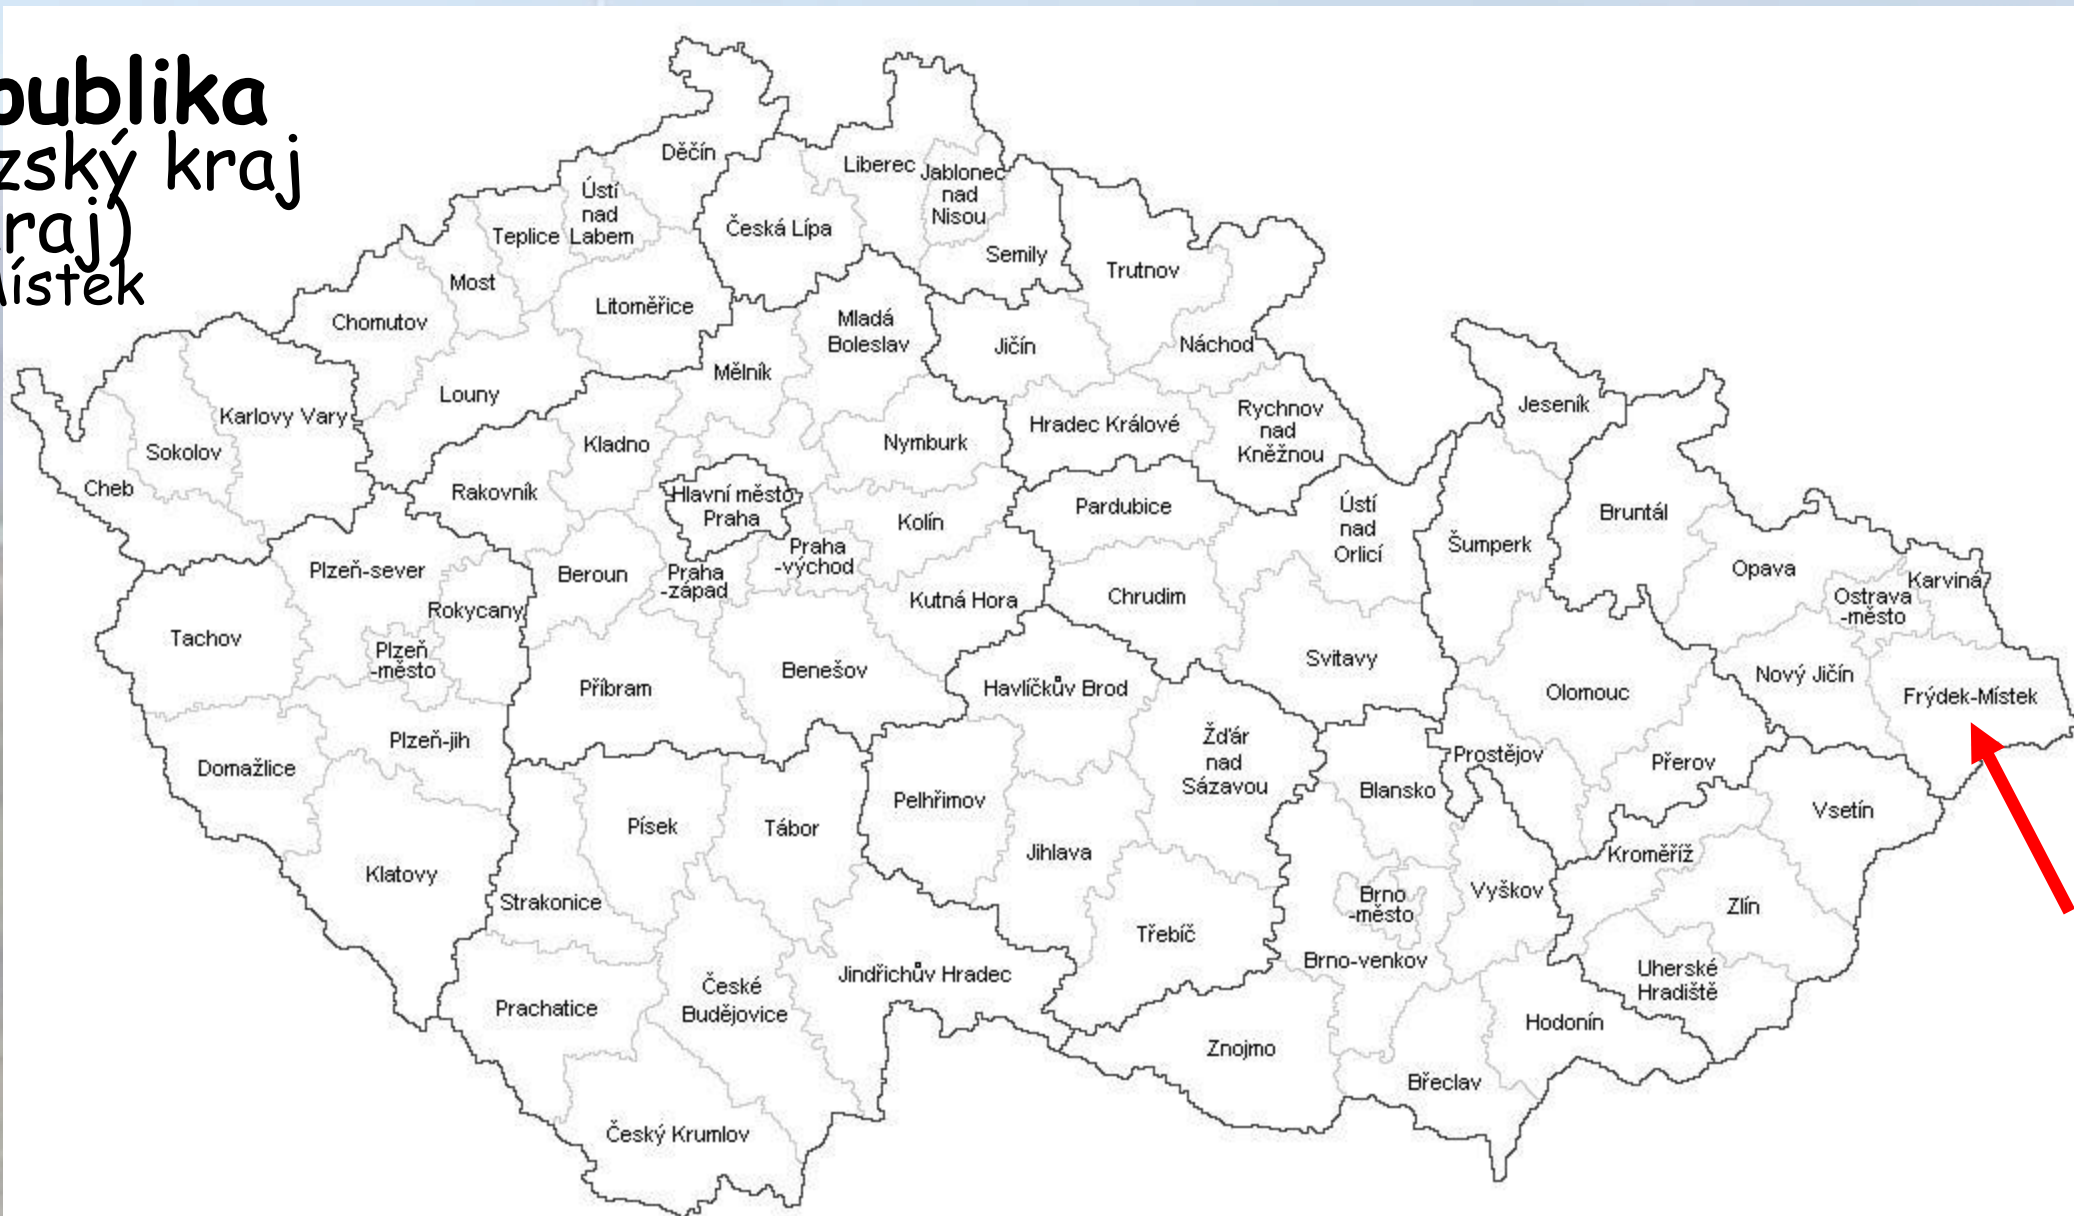 publika
zský kraj
raj)
ístek
Děčín
Liberec
Jablonec
nad
Nisou
Ústí
nad
Labem
Teplice
Česká Lípa
Semily
Trutnov
Most
Litoměřice
Chomutov
Mladá
Boleslav
Jičín
Náchod
Mělník
Louny
Karlovy Vary
Sokolov
Cheb
Kladno
Nymburk
Hradec Králové
Rychnov
nad
Kněžnou
Jeseník
Rakovník
Hlavní město
Praha
Kolín
Pardubice
Ústí
nad
Orlicí
Šumperk
Bruntál
Plzeň-sever
Rokycany
Beroun
Praha
-západ
Praha
-východ
Kutná Hora
Chrudim
Opava
Karviná
Ostrava
-město
Tachov
Plzeň
-město
Příbram
Benešov
Havlíčkův Brod
Svitavy
Olomouc
Nový Jičín
Frýdek-Místek
Plzeň-jih
Domažlice
Žďár
nad
Sázavou
Prostějov
Přerov
Blansko
Pelhřimov
Vsetín
Písek
Tábor
Jihlava
Kroměříž
Klatovy
Strakonice
Vyškov
Brno
-město
Zlín
Třebíč
Brno-venkov
Jindřichův Hradec
Uherské
Hradiště
České
Budějovice
Prachatice
Hodonín
Znojmo
Břeclav
Český Krumlov